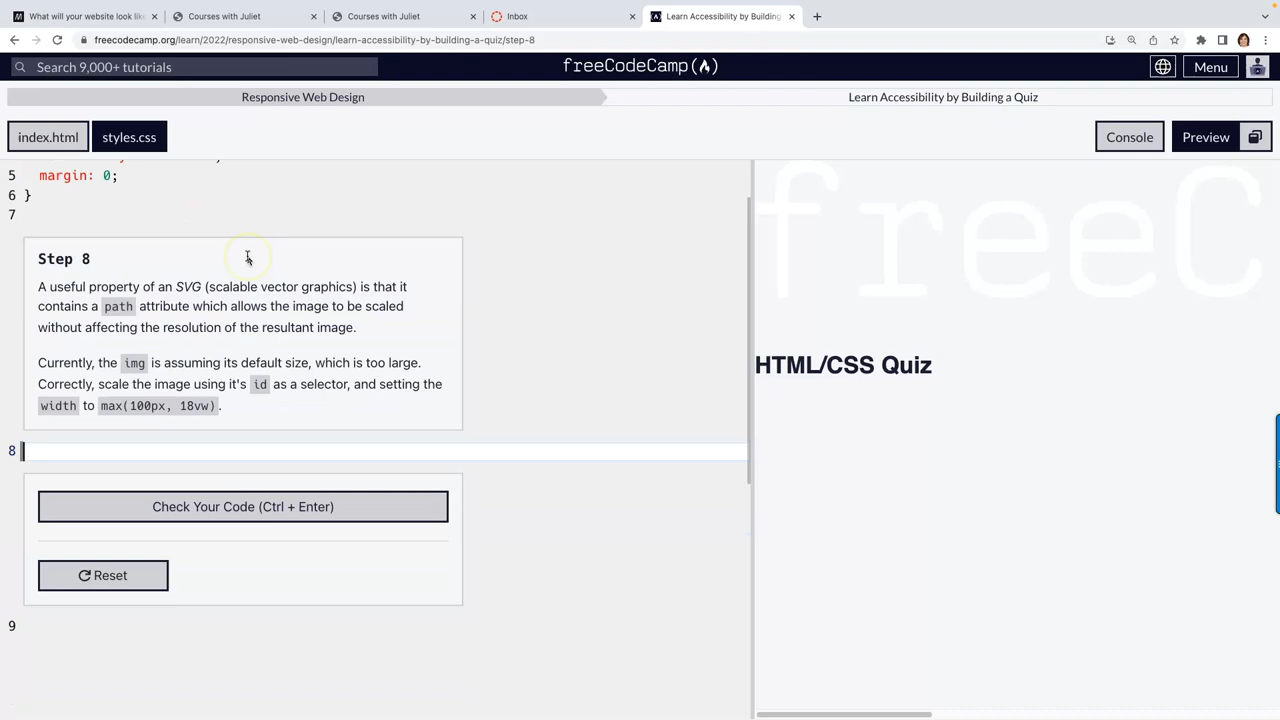 What will your website look like
Courses with Juliet
Courses with Juliet
Inbox
Learn Accessibility by Building
freecodecamp.org/learn/2022/responsive-web-design/learn-accessibility-by-building-a-quiz/step-8
Search 9,000+ tutorials
freeCodeCamp
Menu
Responsive Web Design
Learn Accessibility by Building a Quiz
index.html
styles.css
Console
Preview
5 margin: 0;
6 }
7
Step 8
A useful property of an SVG (scalable vector graphics) is that it
contains a path attribute which allows the image to be scaled
without affecting the resolution of the resultant image.
Currently, the img is assuming its default size, which is too large.
Correctly, scale the image using it's id as a selector, and setting the
width to max(100px, 18vw).
8
Check Your Code (Ctrl + Enter)
Reset
9
freeC
HTML/CSS Quiz